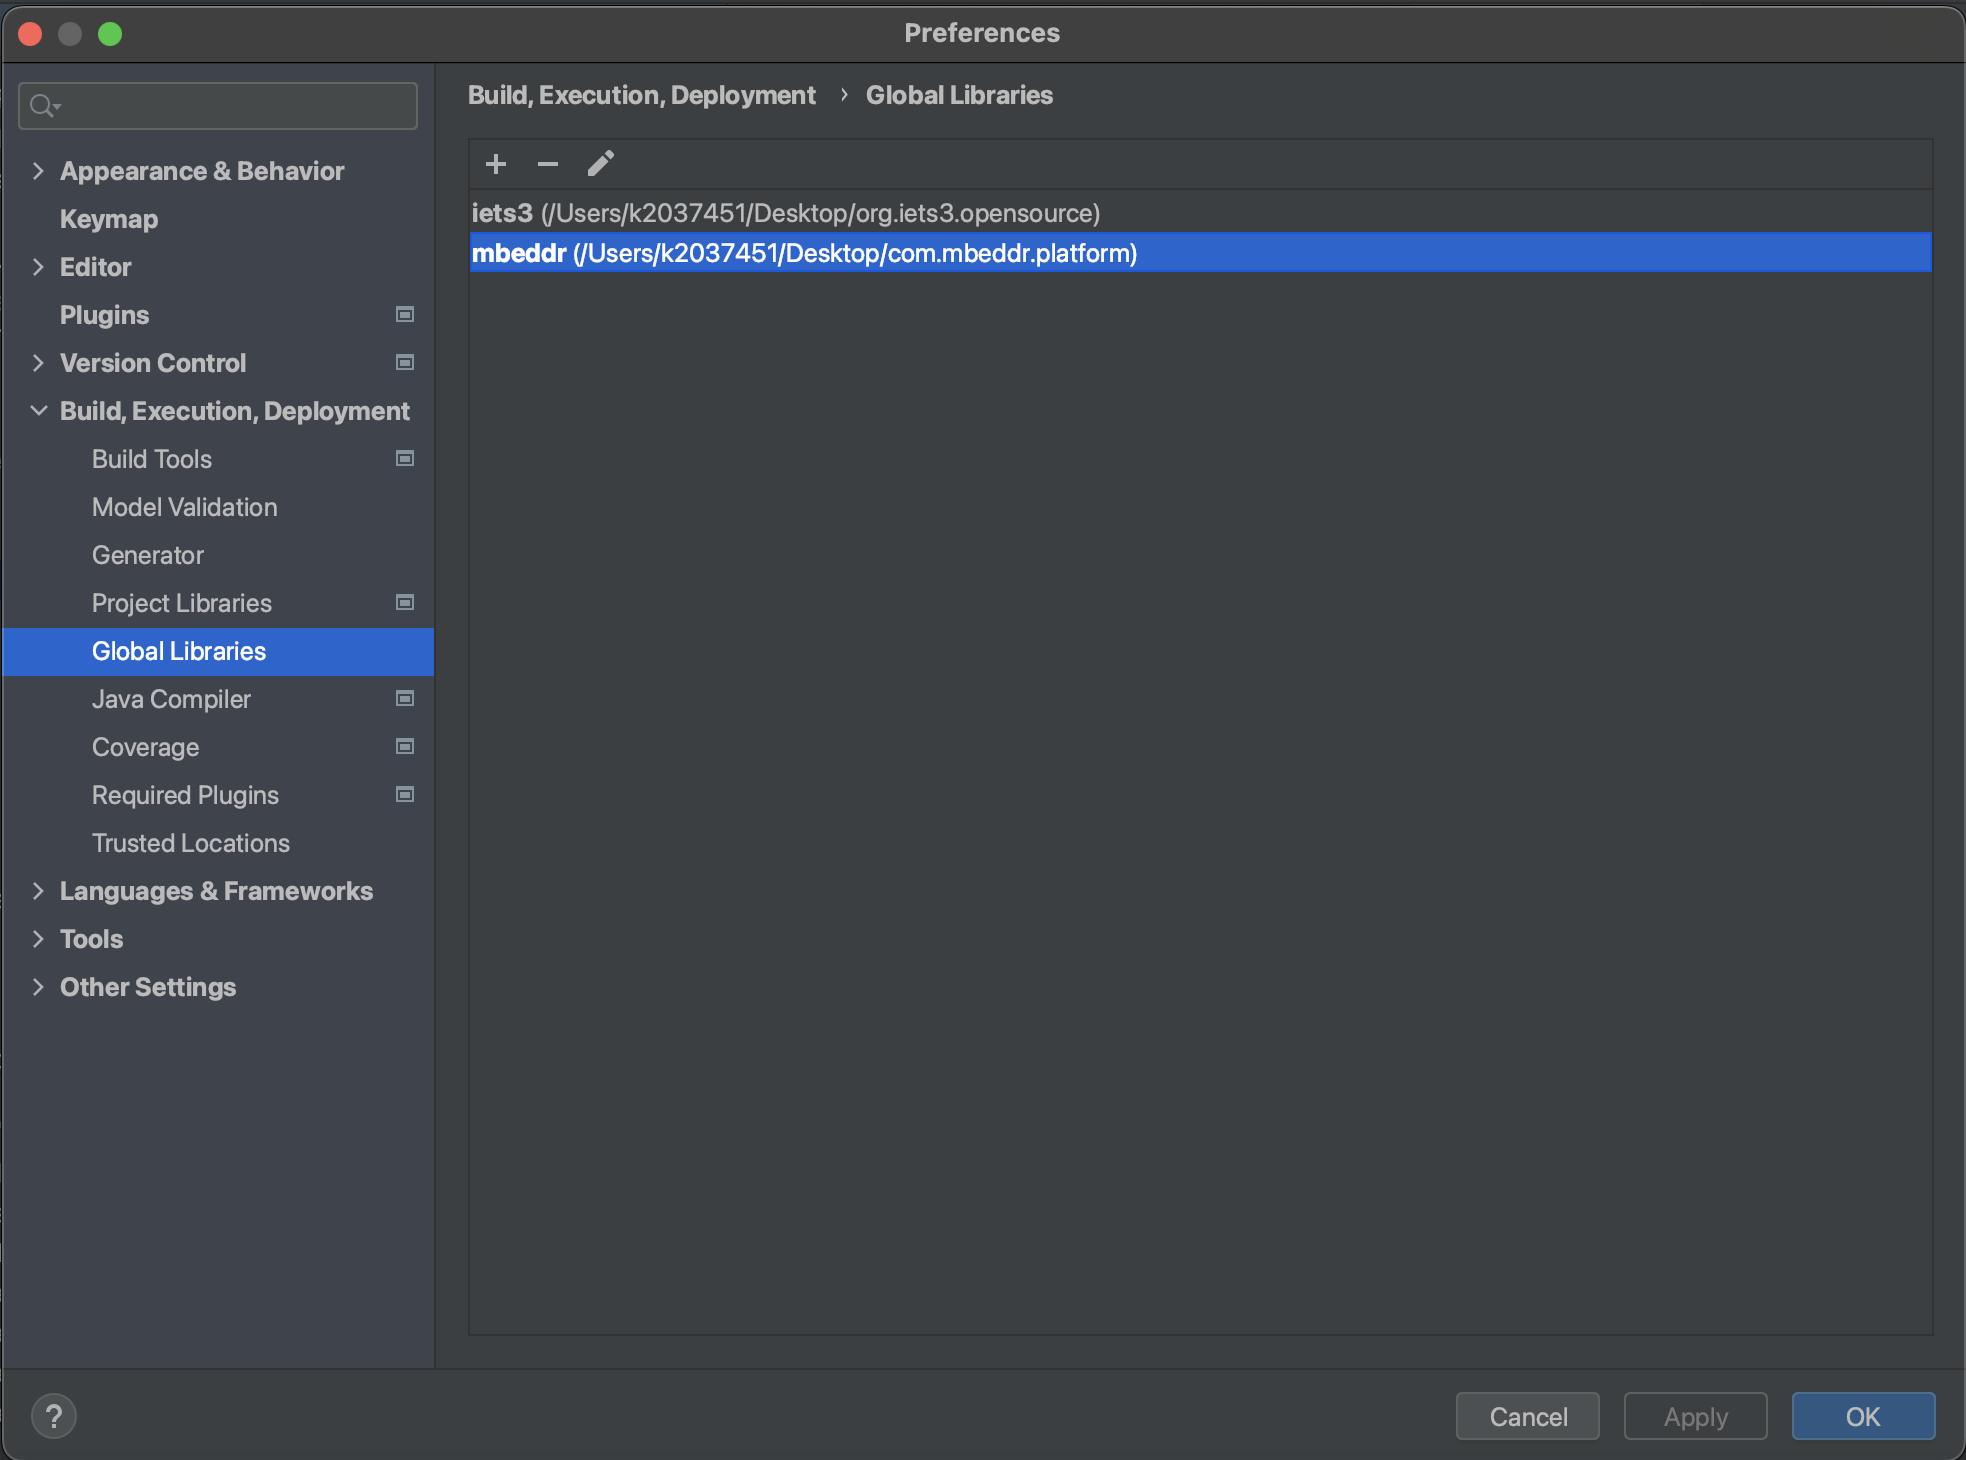 Preferences
Appearance & Behavior
Keymap
Editor
Plugins
Version Control
Build, Execution, Deployment
Build Tools
Model Validation
Generator
Project Libraries
Global Libraries
Java Compiler
Coverage
Required Plugins
Trusted Locations
Languages & Frameworks
Tools
Other Settings
Build, Execution, Deployment › Global Libraries
iets3 (/Users/k2037451/Desktop/org.iets3.opensource)
mbeddr (/Users/k2037451/Desktop/com.mbeddr.platform)
?
Cancel
Apply
OK